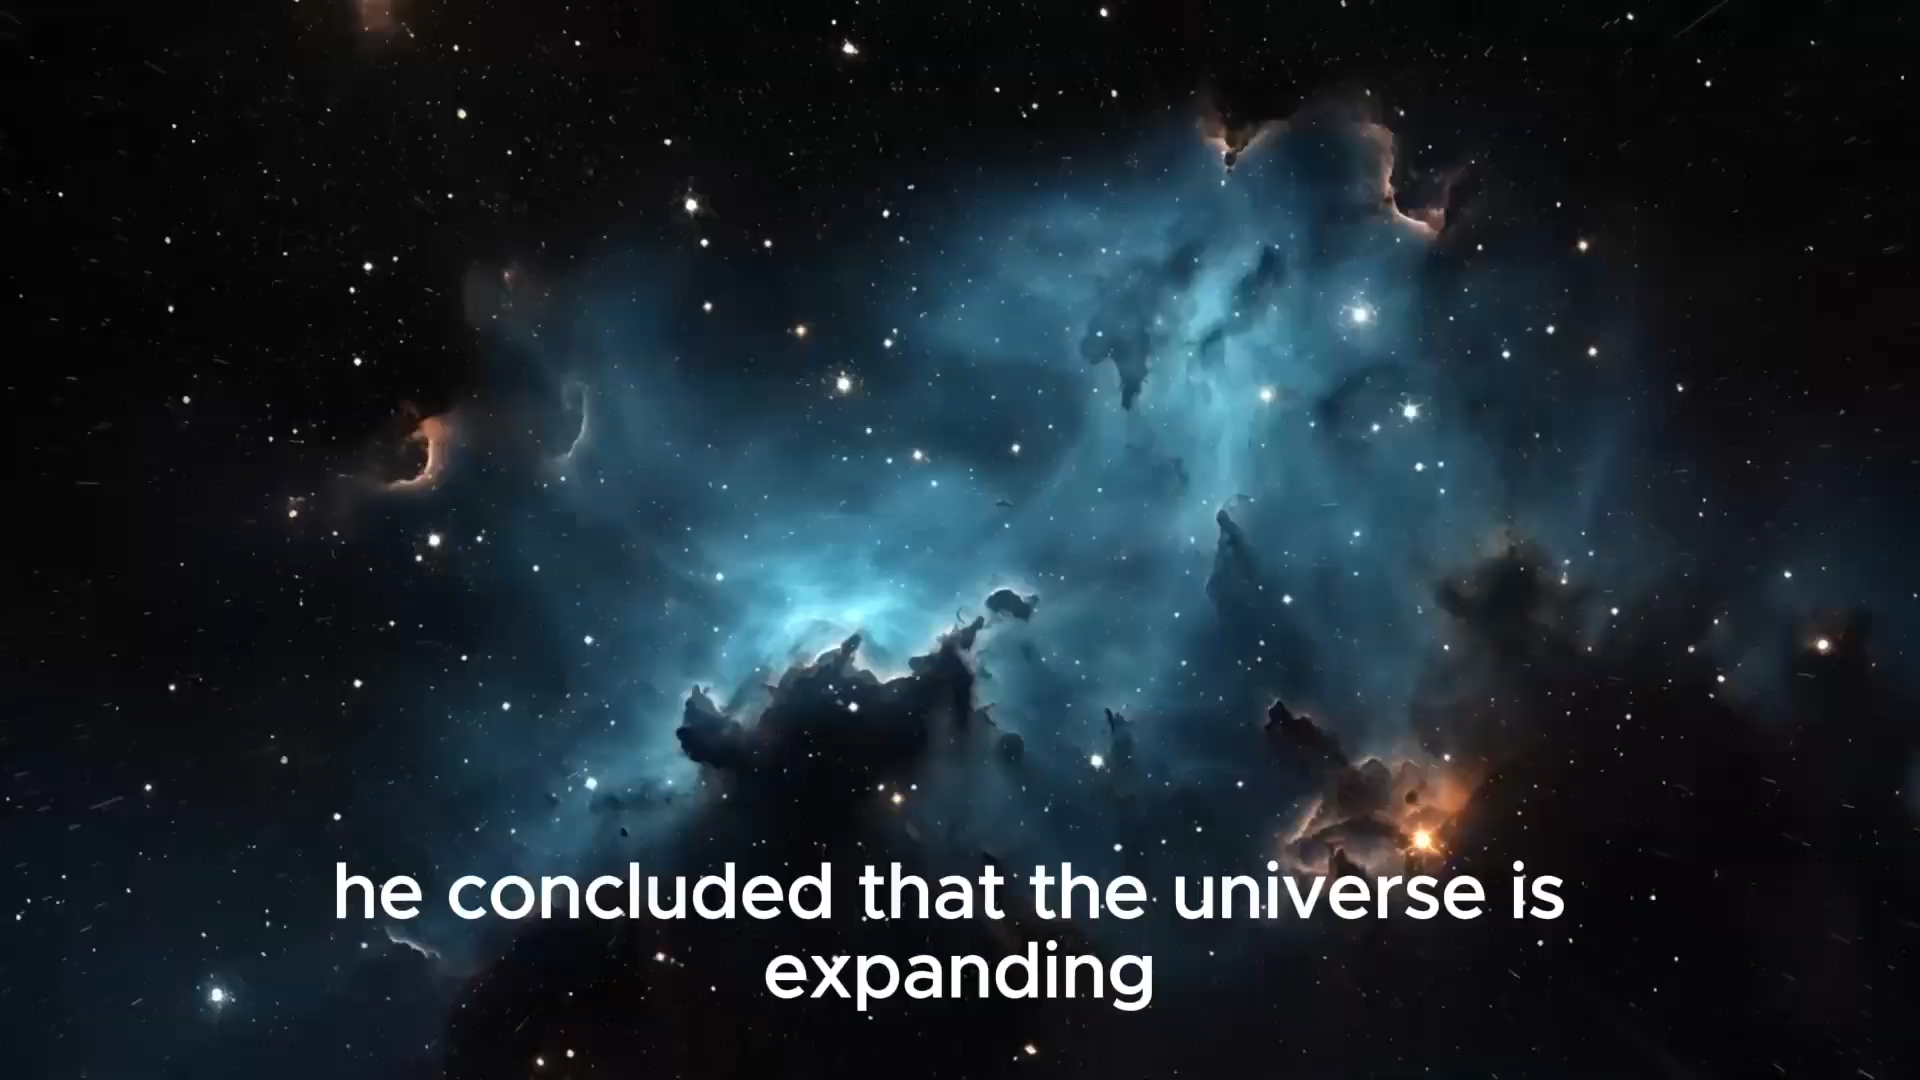 he concluded that the universe is
expanding